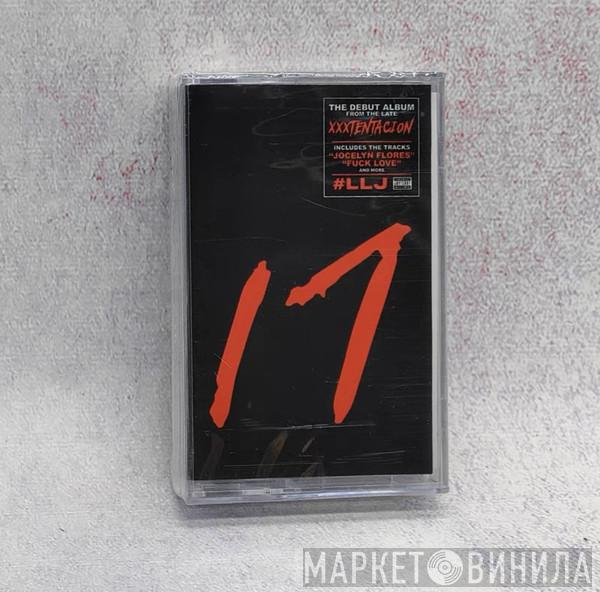 THE DEBUT ALBUM
FROM THE LATE
XXXTENTACION
INCLUDES THE TRACKS
"JOCELYN FLORES"
"FUCK LOVE"
AND MORE
#LLJ
17
МАРКЕТ ВИНИЛА